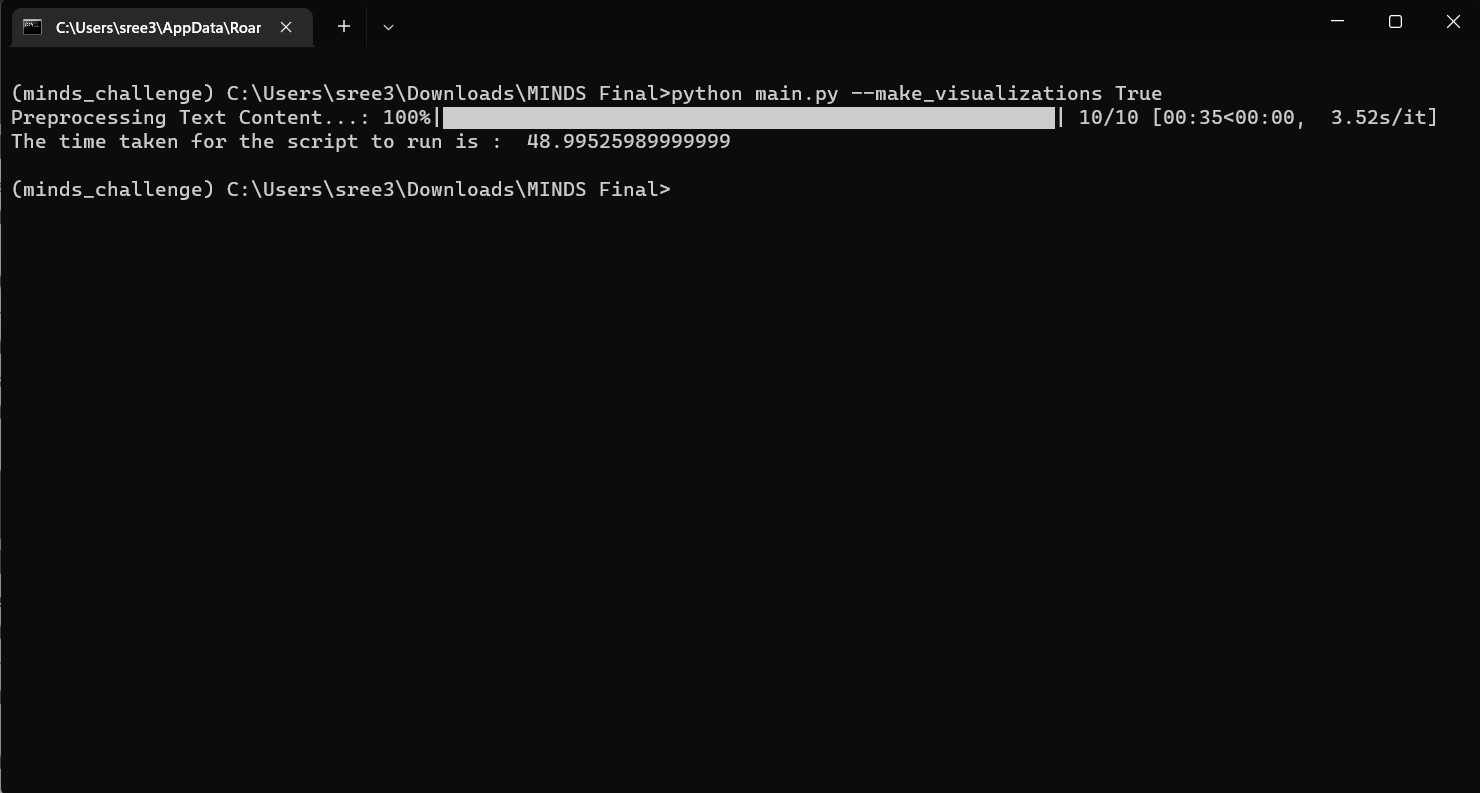 C:\Users\sree3\AppData\Roar
(minds_challenge) C:\Users\sree3\Downloads\MINDS Final>python main.py --make_visualizations True
Preprocessing Text Content...: 100%| | 10/10 [00:35<00:00,  3.52s/it]
The time taken for the script to run is :  48.99525989999999
(minds_challenge) C:\Users\sree3\Downloads\MINDS Final>